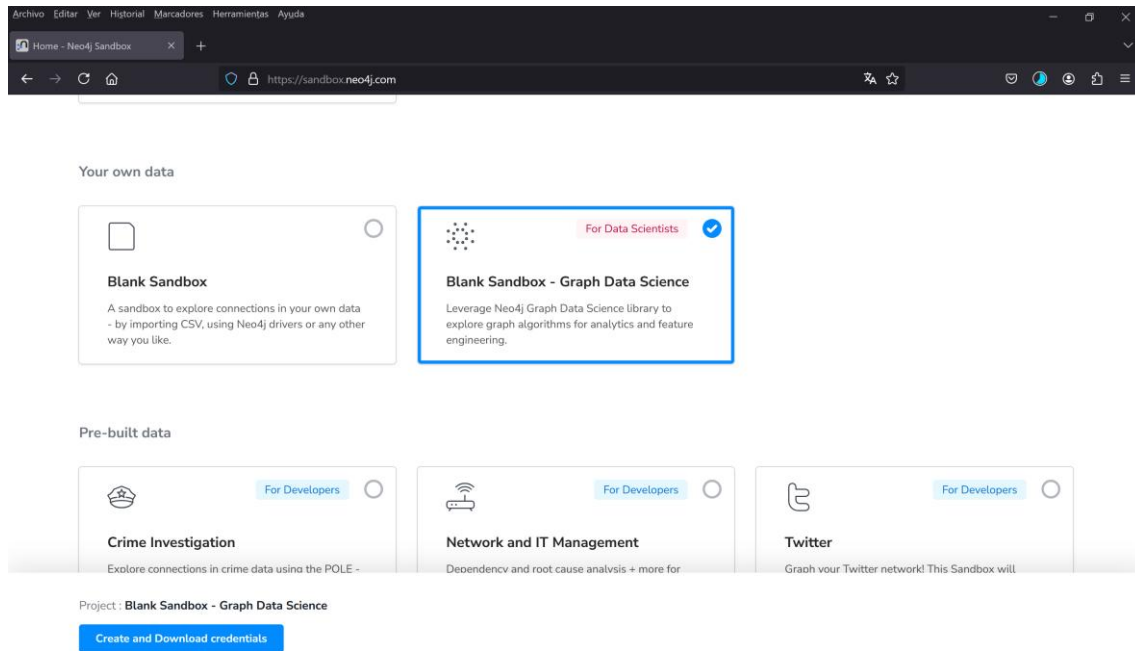 Archivo Editar Ver Historial Marcadores Herramientas Ayuda
Home - Neo4j Sandbox
https://sandbox.neo4j.com
Your own data
For Data Scientists
Blank Sandbox
A sandbox to explore connections in your own data
- by importing CSV, using Neo4j drivers or any other
way you like.
Blank Sandbox - Graph Data Science
Leverage Neo4j Graph Data Science library to
explore graph algorithms for analytics and feature
engineering.
Pre-built data
For Developers
Crime Investigation
Explore connections in crime data using the POLE -
For Developers
Network and IT Management
Dependency and root cause analysis + more for
For Developers
Twitter
Graph your Twitter network! This Sandbox will
Project : Blank Sandbox - Graph Data Science
Create and Download credentials